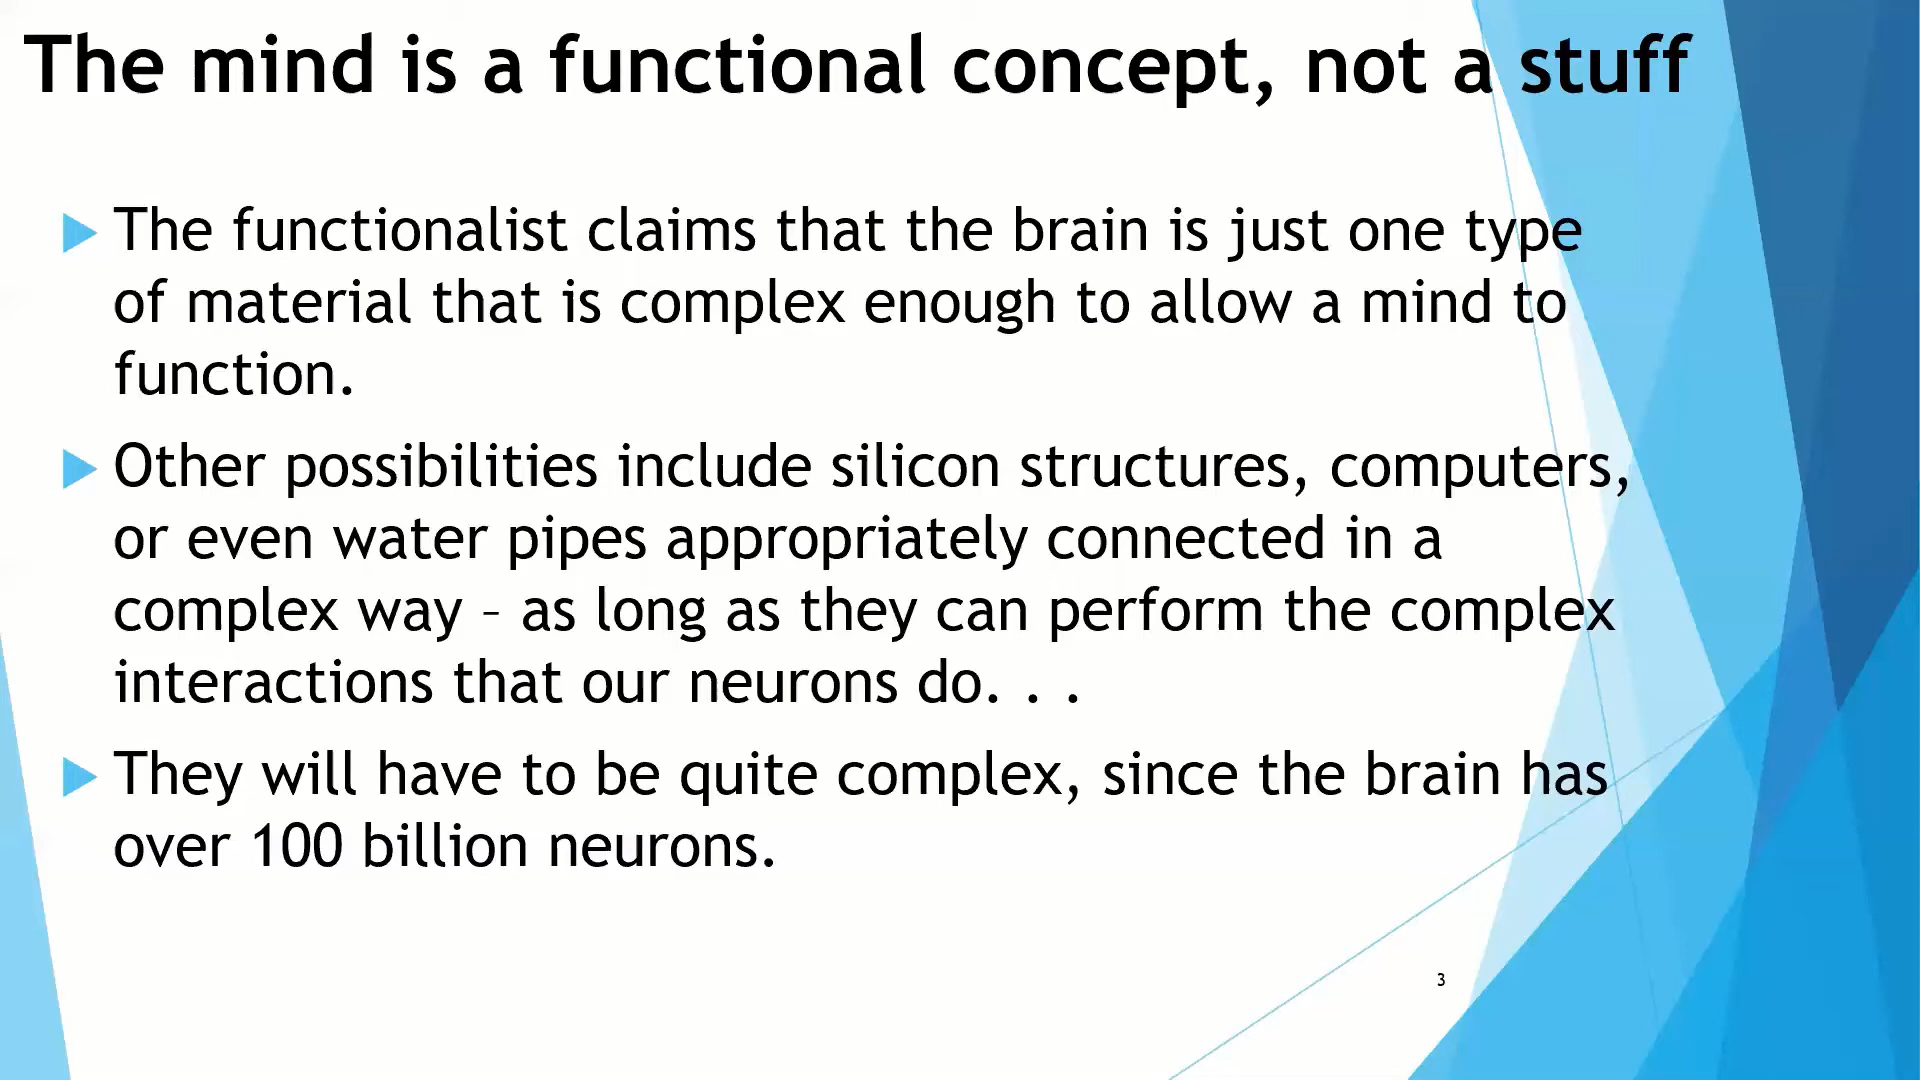 The mind is a functional concept, not a stuff
The functionalist claims that the brain is just one type
of material that is complex enough to allow a mind to
function.
Other possibilities include silicon structures, computers,
or even water pipes appropriately connected in a
complex way – as long as they can perform the complex
interactions that our neurons do. . .
They will have to be quite complex, since the brain has
over 100 billion neurons.
3